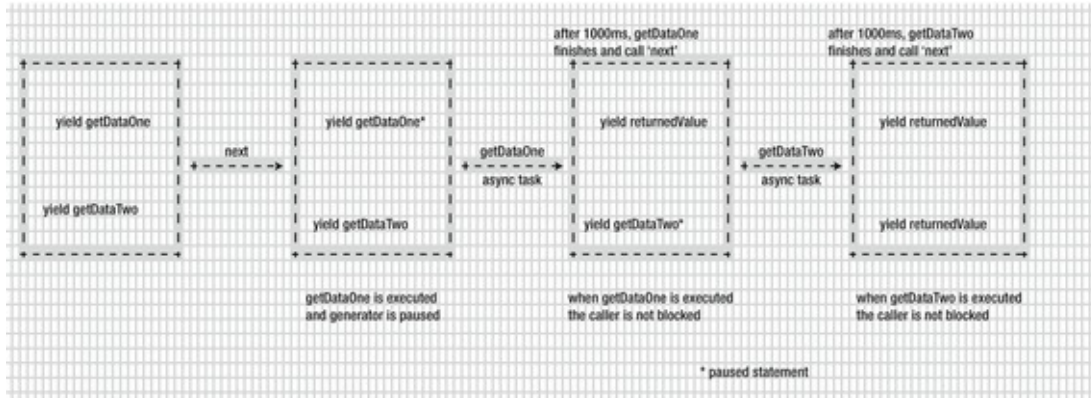 after 1000ms, getDataOne
finishes and call ‘next’
after 1000ms, getDataTwo
finishes and call ‘next’
yield getDataOne
yield getDataTwo
next
yield getDataOne*
yield getDataTwo
getDataOne
async task
yield returnedValue
yield getDataTwo*
getDataTwo
async task
yield returnedValue
yield returnedValue
getDataOne is executed
and generator is paused
when getDataOne is executed
the caller is not blocked
when getDataTwo is executed
the caller is not blocked
* paused statement